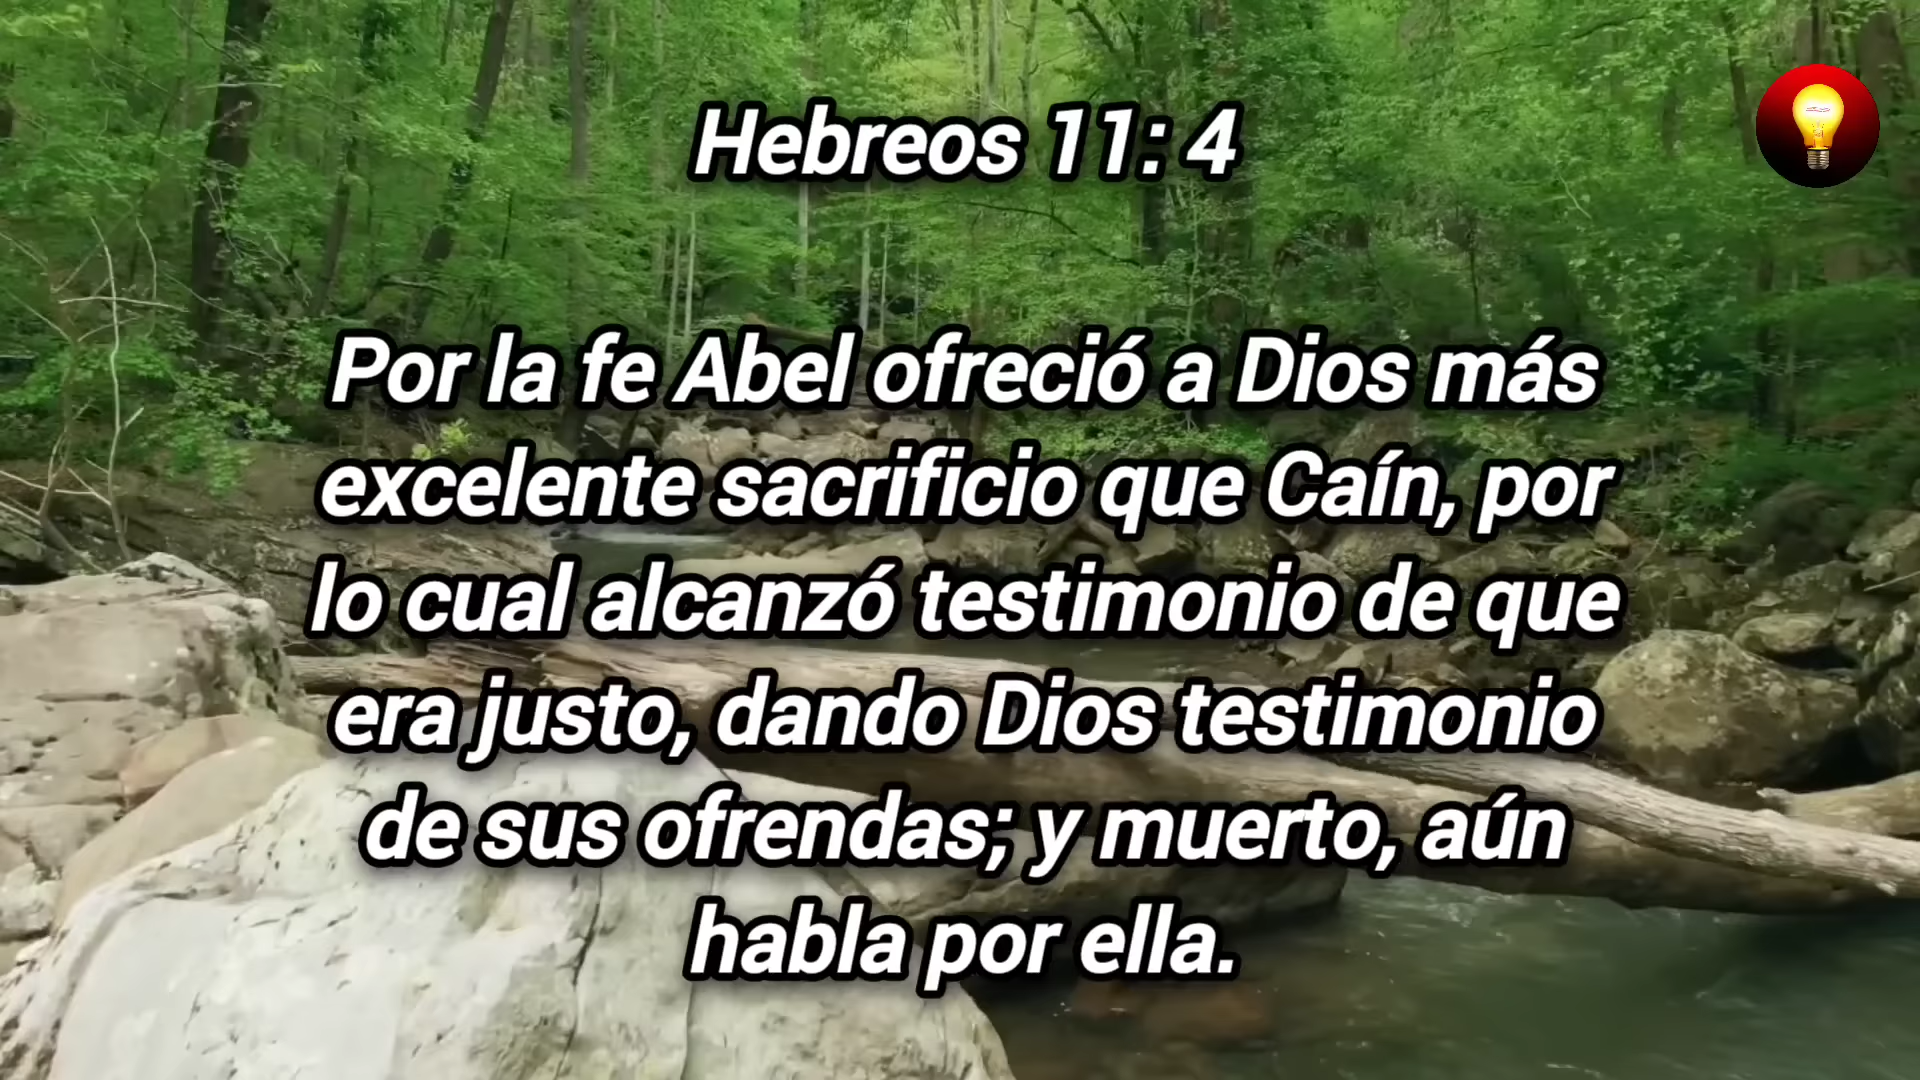 Hebreos 11: 4
Por la fe Abel ofreció a Dios más
excelente sacrificio que Caín, por
lo cual alcanzó testimonio de que
era justo, dando Dios testimonio
de sus ofrendas; y muerto, aún
habla por ella.